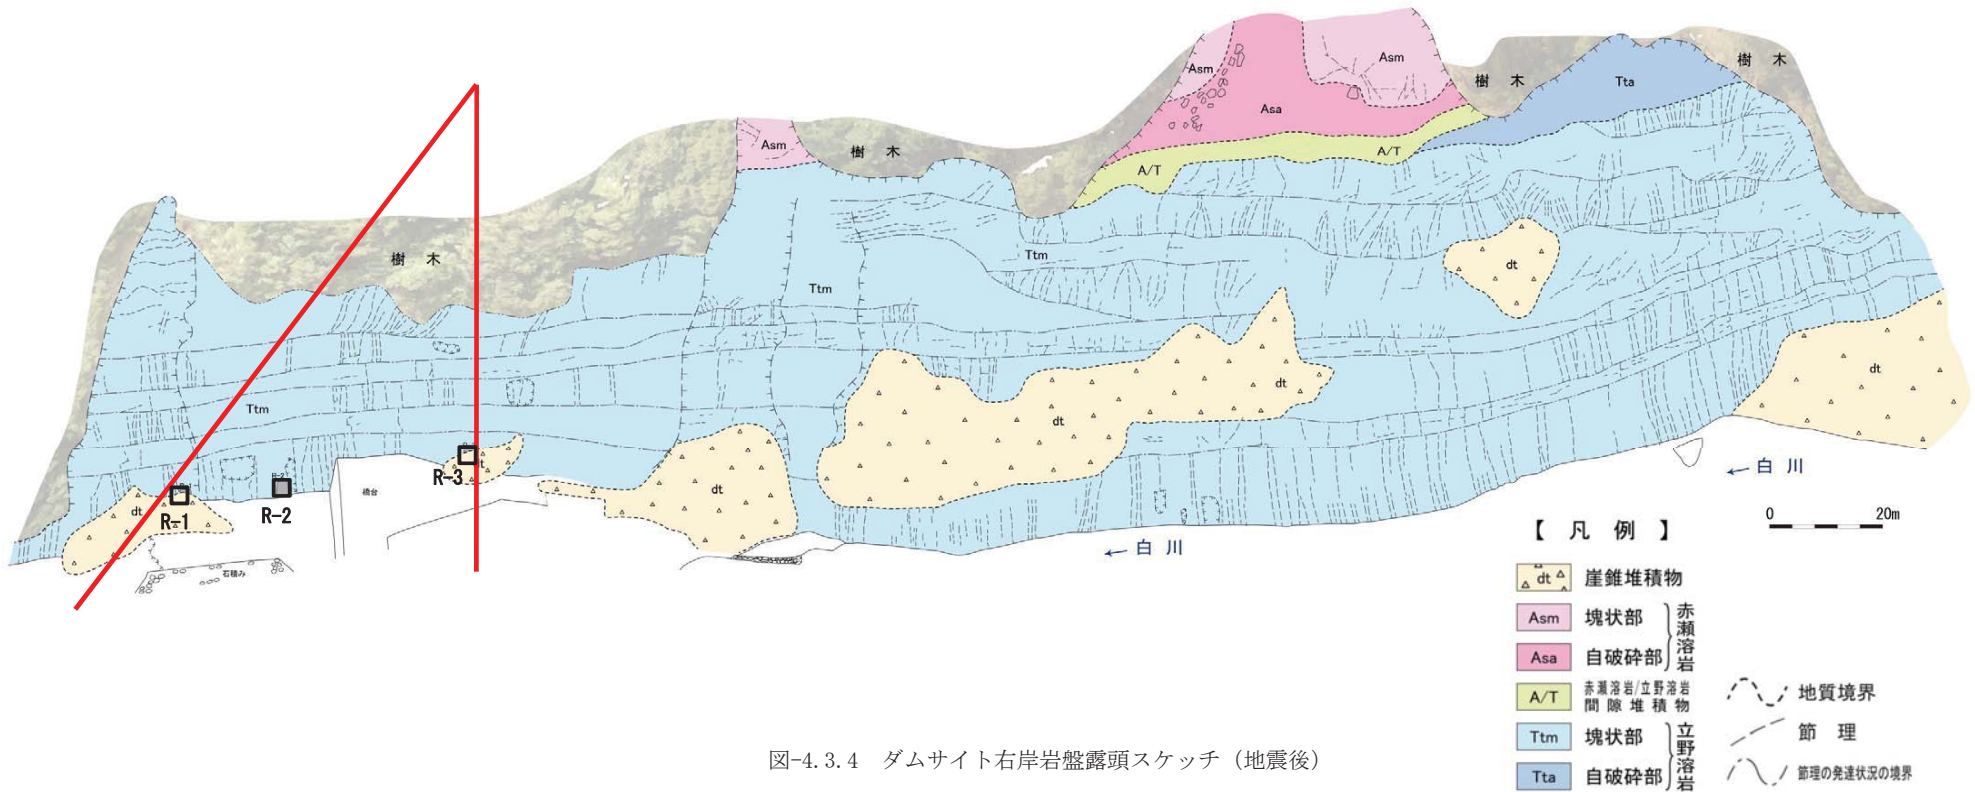 Asm
Asm
樹 木
Tta
樹 木
Asa
Asm
樹 木
A/T
A/T
樹 木
Ttm
Ttm
dt
Ttm
dt
dt
dt
R-3
dt
橋台
dt
R-1
R-2
石積み
← 白 川
← 白 川
0 20m
【 凡 例 】
dt 崖錐堆積物
Asm 塊状部
Asa 自破砕部
赤瀬溶岩
A/T 赤瀬溶岩/立野溶岩
間隙堆積物
Ttm 塊状部
Tta 自破砕部
立野溶岩
地質境界
節 理
節理の発達状況の境界
図-4.3.4 ダムサイト右岸岩盤露頭スケッチ（地震後）